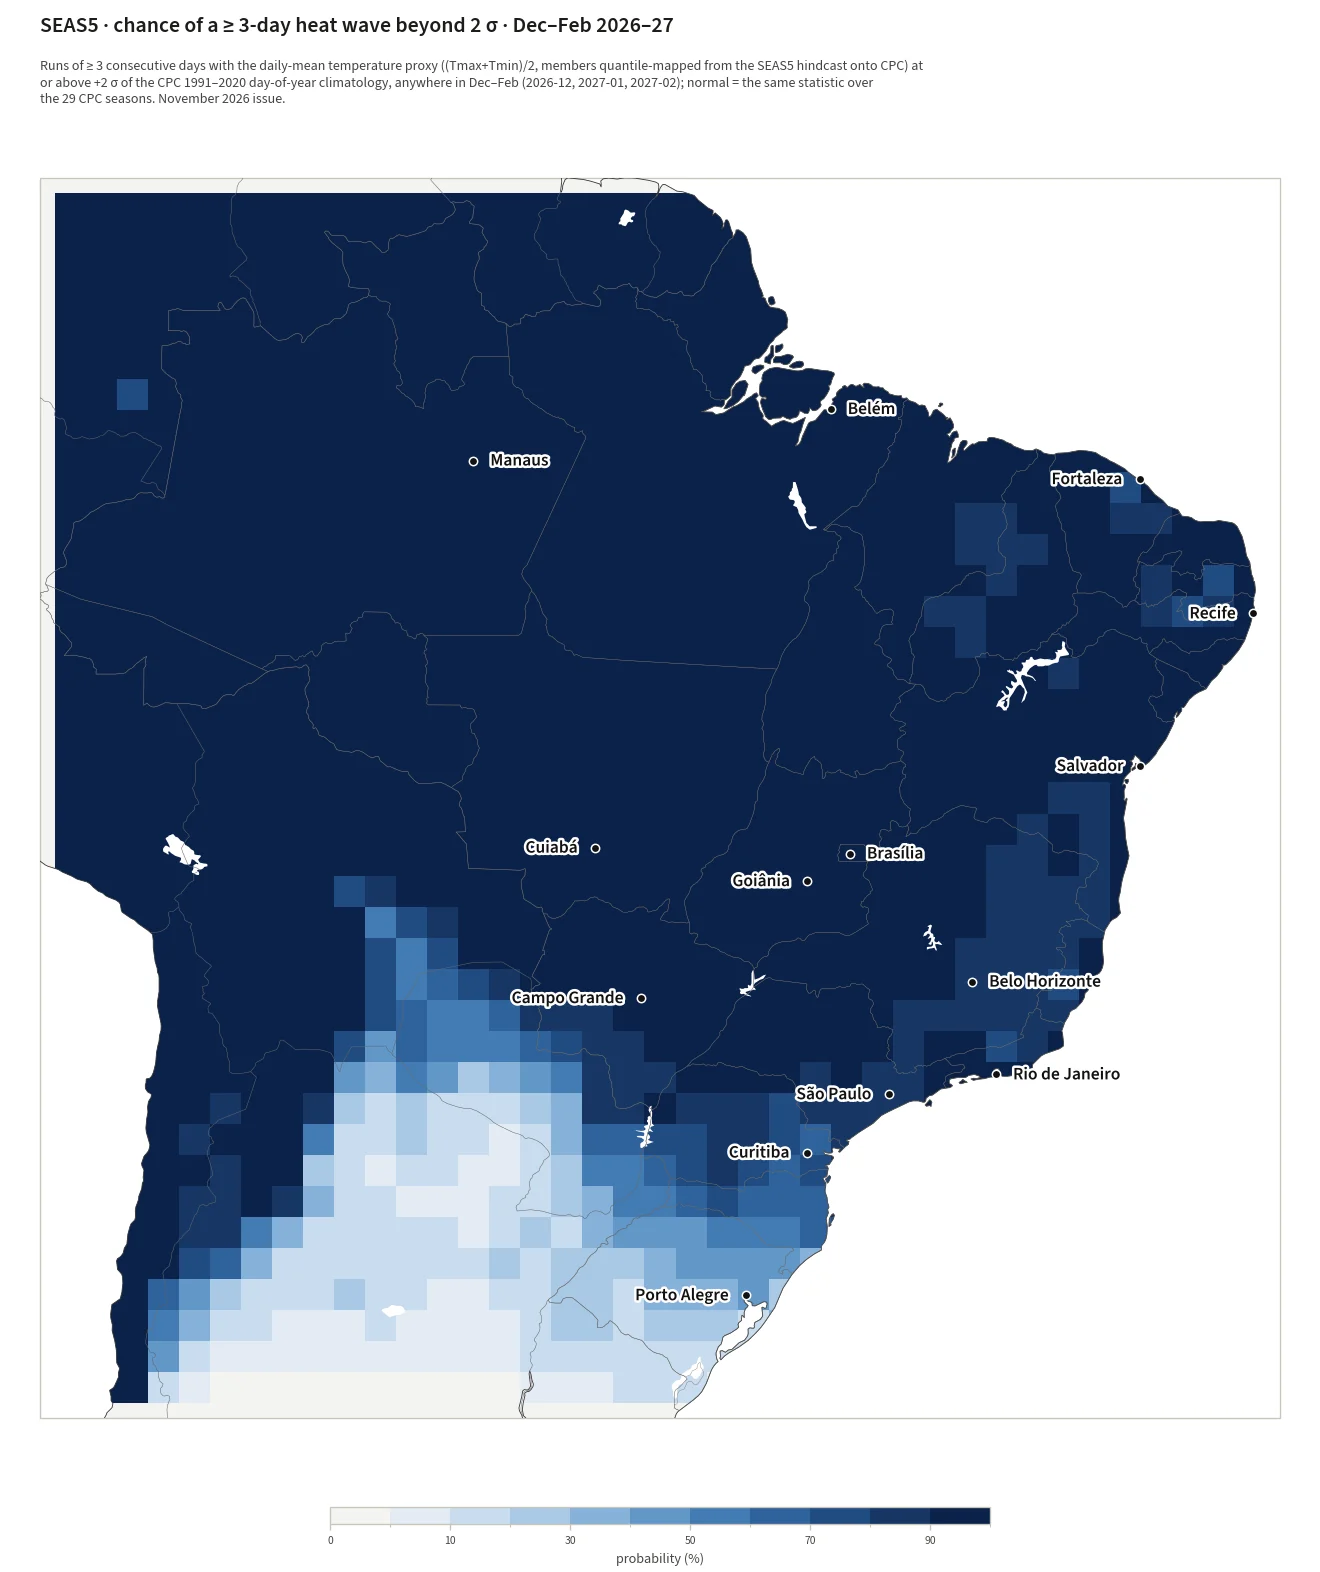 SEAS5 · chance of a ≥ 3-day heat wave beyond 2 σ · Dec–Feb 2026–27
Runs of ≥ 3 consecutive days with the daily-mean temperature proxy ((Tmax+Tmin)/2, members quantile-mapped from the SEAS5 hindcast onto CPC) at
or above +2 σ of the CPC 1991–2020 day-of-year climatology, anywhere in Dec–Feb (2026-12, 2027-01, 2027-02); normal = the same statistic over
the 29 CPC seasons. November 2026 issue.
Belém
Manaus
Fortaleza
Recife
Salvador
Cuiabá
Brasília
Goiânia
Belo Horizonte
Campo Grande
Rio de Janeiro
São Paulo
Curitiba
Porto Alegre
0 10 30 50 70 90
probability (%)